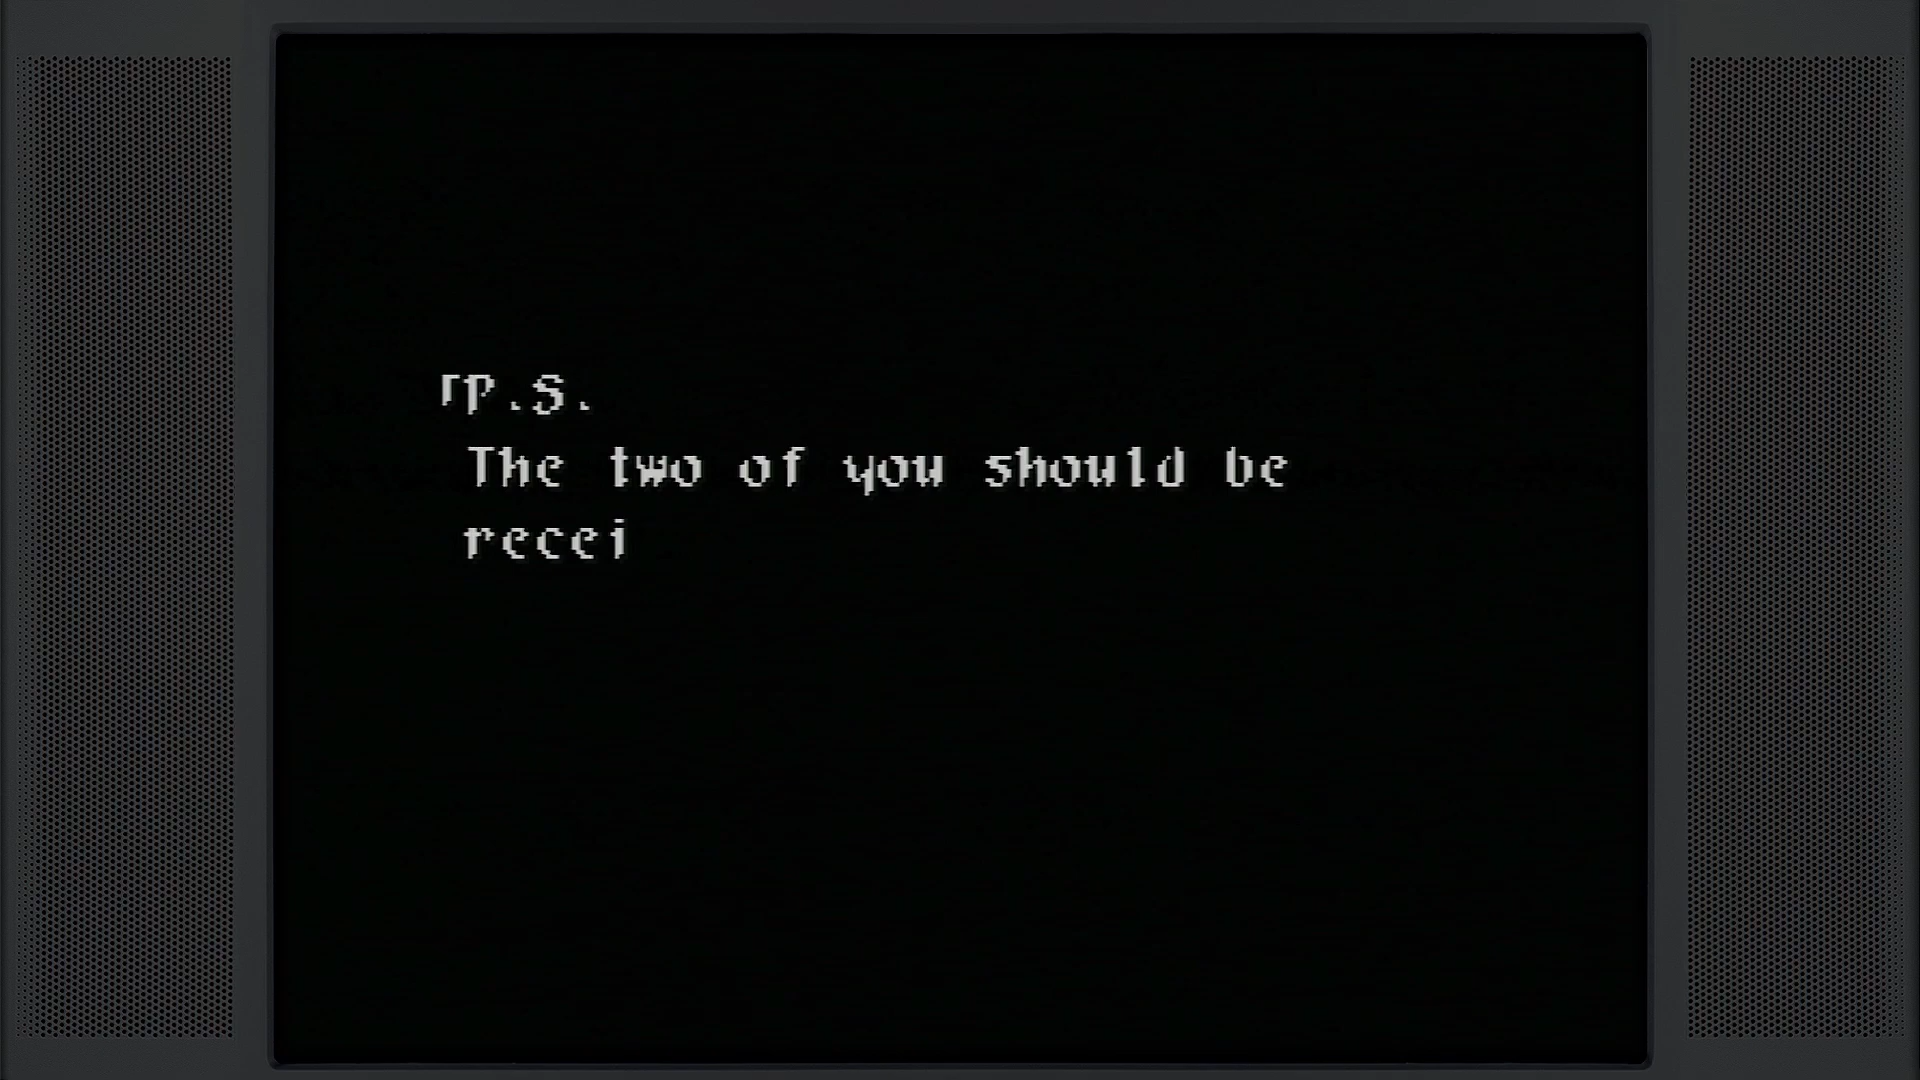 「P.S.
The two of you should be
recei